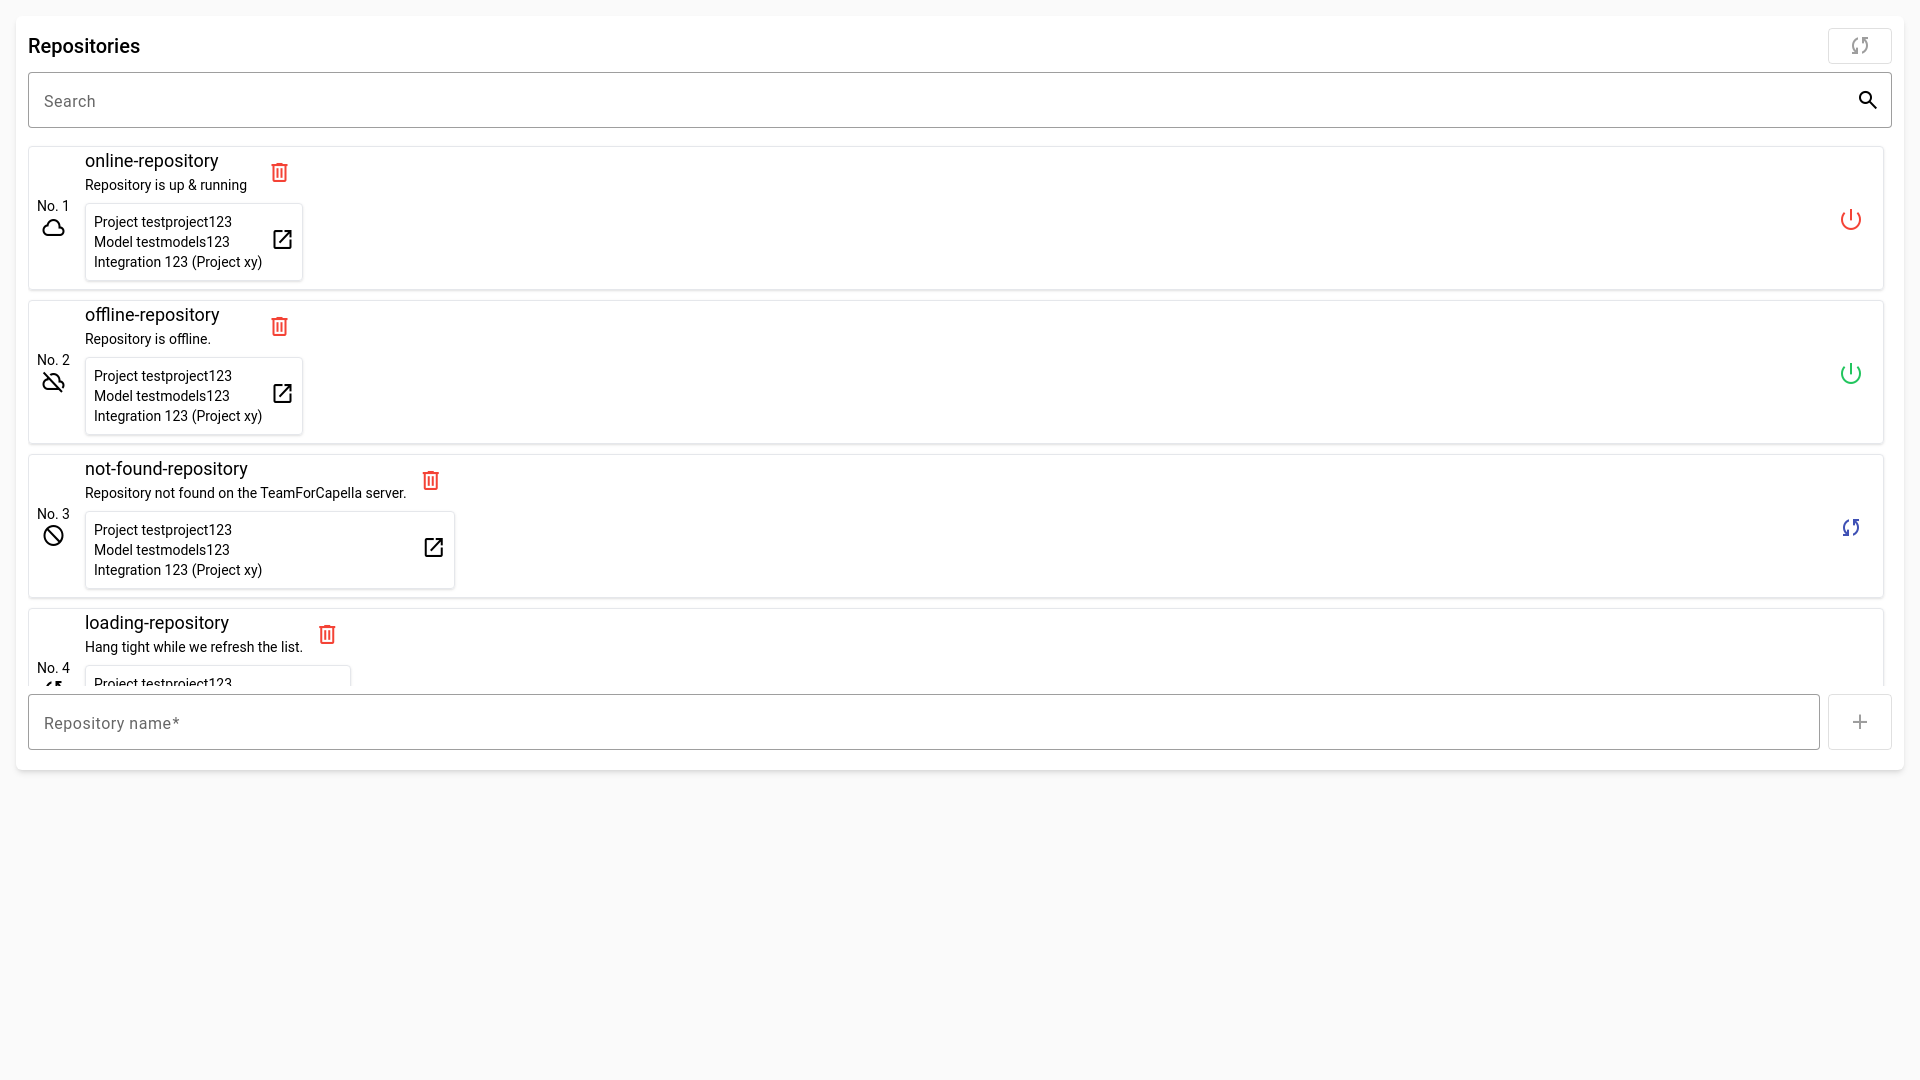 Repositories
Search
online-repository
Repository is up & running
No. 1
Project testproject123
Model testmodels123
Integration 123 (Project xy)
offline-repository
Repository is offline.
No. 2
Project testproject123
Model testmodels123
Integration 123 (Project xy)
not-found-repository
Repository not found on the TeamForCapella server.
No. 3
Project testproject123
Model testmodels123
Integration 123 (Project xy)
loading-repository
Hang tight while we refresh the list.
No. 4
Project testproject123
Repository name*